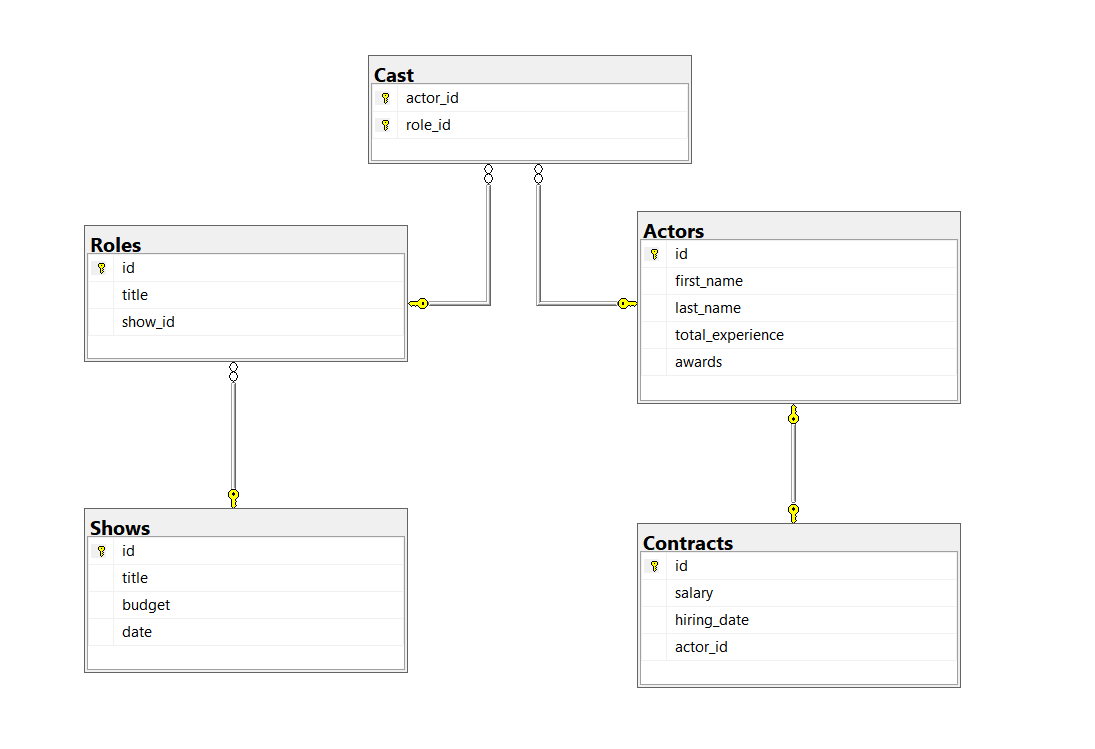 Cast
actor_id
role_id
Roles
id
title
show_id
Actors
id
first_name
last_name
total_experience
awards
Shows
id
title
budget
date
Contracts
id
salary
hiring_date
actor_id